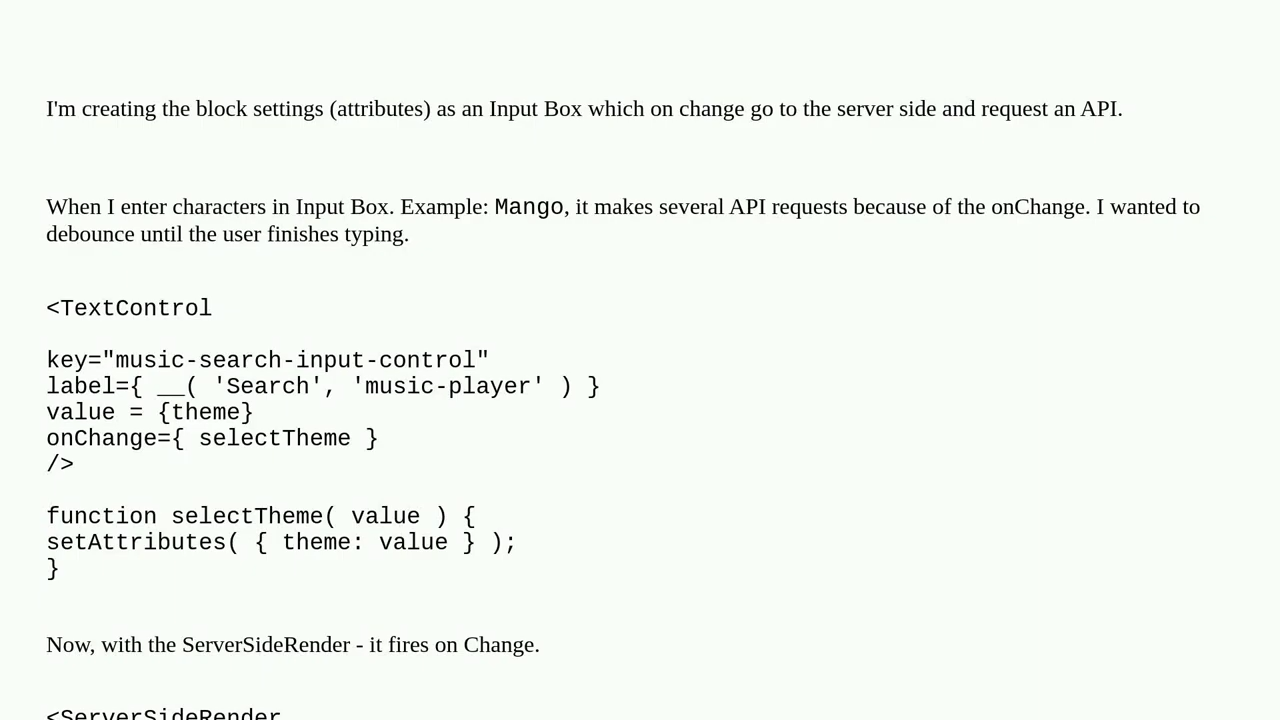 I'm creating the block settings (attributes) as an Input Box which on change go to the server side and request an API.
When I enter characters in Input Box. Example: Mango, it makes several API requests because of the onChange. I wanted to
debounce until the user finishes typing.
<TextControl
key="music-search-input-control"
label={ __( 'Search', 'music-player' ) }
value = {theme}
onChange={ selectTheme }
/>
function selectTheme( value ) {
setAttributes( { theme: value } );
}
Now, with the ServerSideRender - it fires on Change.
<ServerSideRender